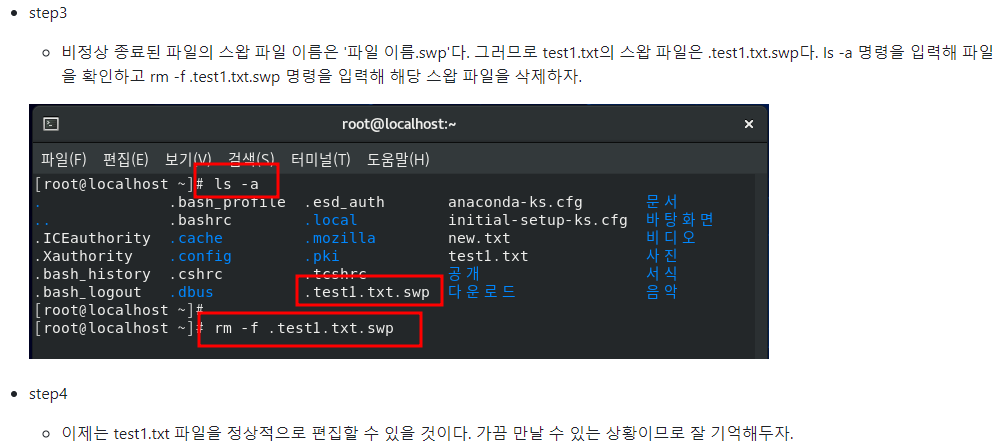 step3
비정상 종료된 파일의 스왑 파일 이름은 '파일 이름.swp'다. 그러므로 test1.txt의 스왑 파일은 .test1.txt.swp다. ls -a 명령을 입력해 파일
을 확인하고 rm -f .test1.txt.swp 명령을 입력해 해당 스왑 파일을 삭제하자.
root@localhost:~
파일(F) 편집(E) 보기(V) 검색(S) 터미널(T) 도움말(H)
[root@localhost ~]# ls -a
. .bash_profile .esd_auth anaconda-ks.cfg 문서
.. .bashrc .local initial-setup-ks.cfg 바탕화면
.ICEauthority .cache .mozilla new.txt 비디오
.Xauthority .config .pki test1.txt 사진
.bash_history .cshrc .tcshrc 공개 서식
.bash_logout .dbus .test1.txt.swp 다운로드 음악
[root@localhost ~]#
[root@localhost ~]# rm -f .test1.txt.swp
step4
이제는 test1.txt 파일을 정상적으로 편집할 수 있을 것이다. 가끔 만날 수 있는 상황이므로 잘 기억해두자.